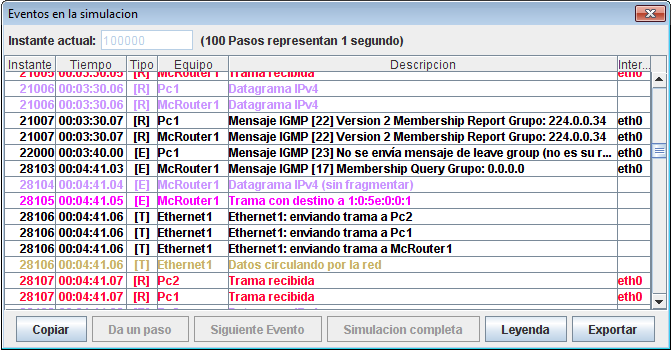 Eventos en la simulacion
Instante actual: 100000 (100 Pasos representan 1 segundo)
Instante Tiempo Tipo Equipo Descripcion Inter...
21005 00:03:30.05 [R] McRouter1 Trama recibida eth0
21006 00:03:30.06 [R] Pc1 Datagrama IPv4
21006 00:03:30.06 [R] McRouter1 Datagrama IPv4
21007 00:03:30.07 [R] Pc1 Mensaje IGMP [22] Version 2 Membership Report Grupo: 224.0.0.34 eth0
21007 00:03:30.07 [R] McRouter1 Mensaje IGMP [22] Version 2 Membership Report Grupo: 224.0.0.34 eth0
22000 00:03:40.00 [E] Pc1 Mensaje IGMP [23] No se envía mensaje de leave group (no es su r... eth0
28103 00:04:41.03 [E] McRouter1 Mensaje IGMP [17] Membership Query Grupo: 0.0.0.0 eth0
28104 00:04:41.04 [E] McRouter1 Datagrama IPv4 (sin fragmentar)
28105 00:04:41.05 [E] McRouter1 Trama con destino a 1:0:5e:0:0:1
28106 00:04:41.06 [T] Ethernet1 Ethernet1: enviando trama a Pc2
28106 00:04:41.06 [T] Ethernet1 Ethernet1: enviando trama a Pc1
28106 00:04:41.06 [T] Ethernet1 Ethernet1: enviando trama a McRouter1
28106 00:04:41.06 [T] Ethernet1 Datos circulando por la red
28107 00:04:41.07 [R] Pc2 Trama recibida eth0
28107 00:04:41.07 [R] Pc1 Trama recibida eth0
Copiar Da un paso Siguiente Evento Simulacion completa Leyenda Exportar